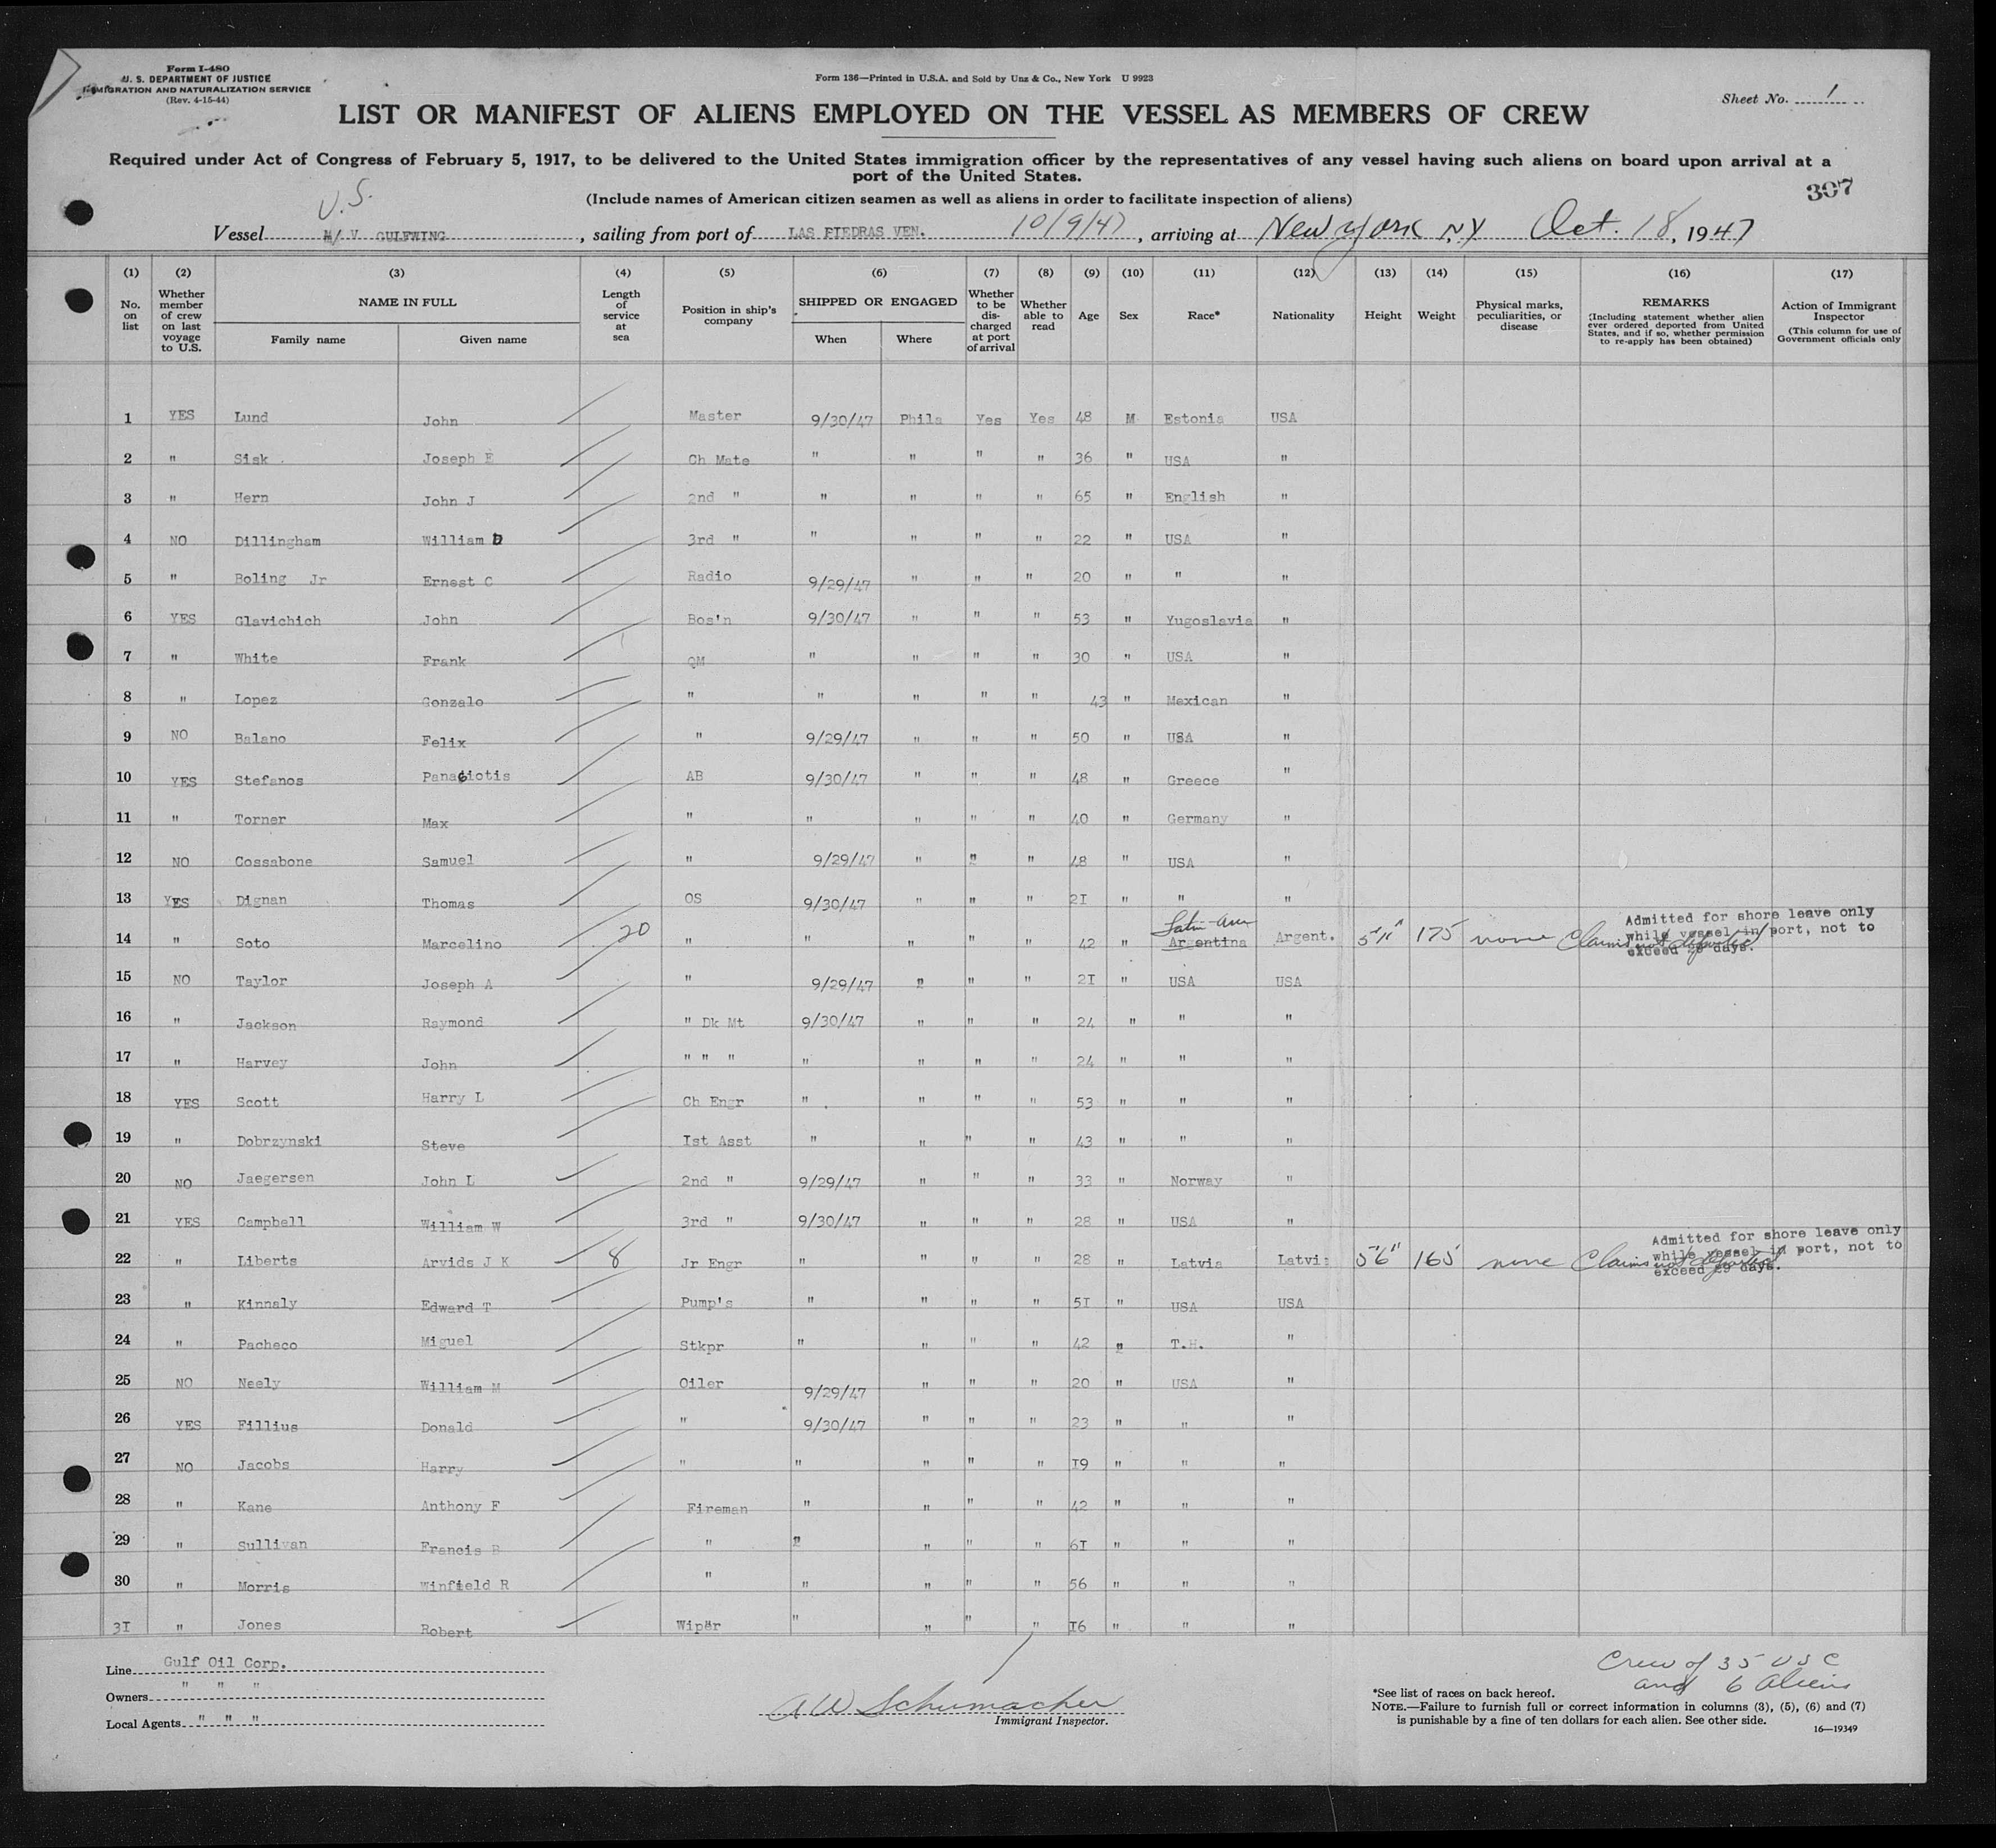 Form I-480
U. S. DEPARTMENT OF JUSTICE
IMMIGRATION AND NATURALIZATION SERVICE
(Rev. 4-15-44)
Form 136—Printed in U.S.A. and Sold by Unz & Co., New York U 9923
Sheet No. 1
LIST OR MANIFEST OF ALIENS EMPLOYED ON THE VESSEL AS MEMBERS OF CREW
Required under Act of Congress of February 5, 1917, to be delivered to the United States immigration officer by the representatives of any vessel having such aliens on board upon arrival at a
port of the United States.
307
(Include names of American citizen seamen as well as aliens in order to facilitate inspection of aliens)
U.S.
Vessel M/V GULFWING, sailing from port of LAS PIEDRAS VEN. 10/9/47, arriving at New York NY Oct. 18, 1947
(1) (2) (3) (4) (5) (6) (7) (8) (9) (10) (11) (12) (13) (14) (15) (16) (17)
No. on list
Whether member of crew on last voyage to U.S.
NAME IN FULL
Family name
Given name
Length of service at sea
Position in ship's company
SHIPPED OR ENGAGED
When
Where
Whether to be discharged at port of arrival
Whether able to read
Age
Sex
Race*
Nationality
Height
Weight
Physical marks, peculiarities, or disease
REMARKS
(Including statement whether alien ever ordered deported from United States, and if so, whether permission to re-apply has been obtained)
Action of Immigrant Inspector
(This column for use of Government officials only
1 YES Lund John Master 9/30/47 Phila Yes Yes 48 M Estonia USA
2 " Sisk Joseph E Ch Mate " " " " 36 " USA "
3 " Hern John J 2nd " " " " " 65 " English "
4 NO Dillingham William D 3rd " " " " " 22 " USA "
5 " Boling Jr Ernest C Radio 9/29/47 " " " 20 " " "
6 YES Glavichich John Bos'n 9/30/47 " " " 53 " Yugoslavia "
7 " White Frank QM " " " " 30 " USA "
8 " Lopez Gonzalo " " " " " 43 " Mexican "
9 NO Balano Felix " 9/29/47 " " " 50 " USA "
10 YES Stefanos Panagiotis AB 9/30/47 " " " 48 " Greece "
11 " Torner Max " " " " " 40 " Germany "
12 NO Cossabone Samuel " 9/29/47 " " " 48 " USA "
13 YES Dignan Thomas OS 9/30/47 " " " 2I " " "
Latin-Am
14 " Soto Marcelino 20 " " " " " 42 " Argentina Argent. 5'11" 175 none Claims not deported
Admitted for shore leave only
while vessel in port, not to
exceed 29 days.
15 NO Taylor Joseph A " 9/29/47 " " " 2I " USA USA
16 " Jackson Raymond " Dk Mt 9/30/47 " " " 24 " " "
17 " Harvey John " " " " " " " 24 " " "
18 YES Scott Harry L Ch Engr " " " " 53 " " "
19 " Dobrzynski Steve Ist Asst " " " " 43 " " "
20 NO Jaegersen John L 2nd " 9/29/47 " " " 33 " Norway "
21 YES Campbell William W 3rd " 9/30/47 " " " 28 " USA "
22 " Liberts Arvids J K 8 Jr Engr " " " " 28 " Latvia Latvi 5'6" 165 none Claims not deported
Admitted for shore leave only
while vessel in port, not to
exceed 29 days.
23 " Kinnaly Edward T Pump's " " " " 5I " USA USA
24 " Pacheco Miguel Stkpr " " " " 42 " T.H. "
25 NO Neely William M Oiler 9/29/47 " " " 20 " USA "
26 YES Fillius Donald " 9/30/47 " " " 23 " " "
27 NO Jacobs Harry " " " " " I9 " " "
28 " Kane Anthony F Fireman " " " " 42 " " "
29 " Sullivan Francis B " " " " " 6I " " "
30 " Morris Winfield R " " " " " 56 " " "
3I " Jones Robert Wiper " " " " I6 " " "
Line Gulf Oil Corp.
Owners " " "
Local Agents " " "
A W Schumacher
Immigrant Inspector.
Crew of 35 USC
and 6 Aliens
*See list of races on back hereof.
NOTE.—Failure to furnish full or correct information in columns (3), (5), (6) and (7)
is punishable by a fine of ten dollars for each alien. See other side.
16—19349